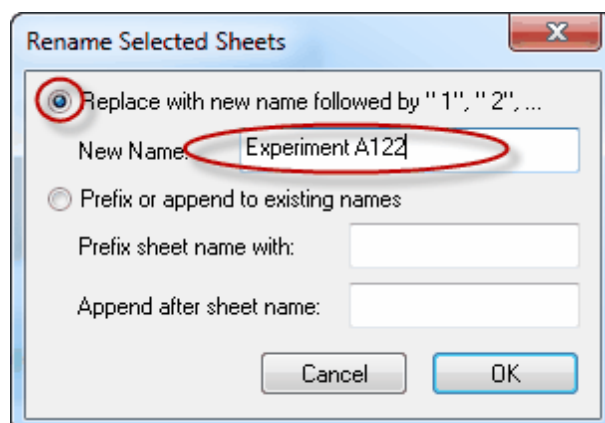 Rename Selected Sheets
Replace with new name followed by " 1", " 2", ...
New Name: Experiment A122
Prefix or append to existing names
Prefix sheet name with:
Append after sheet name:
Cancel OK